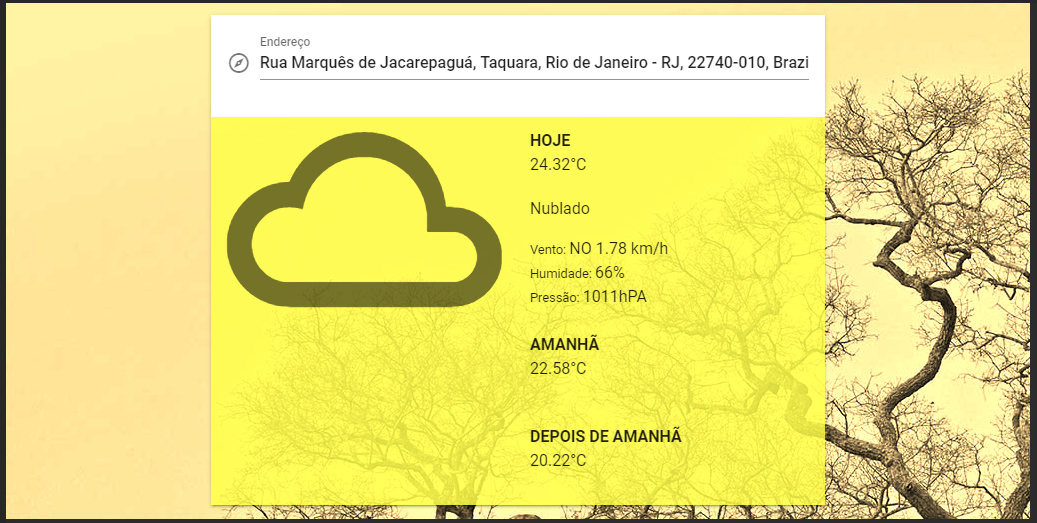 Endereço
Rua Marquês de Jacarepaguá, Taquara, Rio de Janeiro - RJ, 22740-010, Brazi
HOJE
24.32°C
Nublado
Vento: NO 1.78 km/h
Humidade: 66%
Pressão: 1011hPA
AMANHÃ
22.58°C
DEPOIS DE AMANHÃ
20.22°C